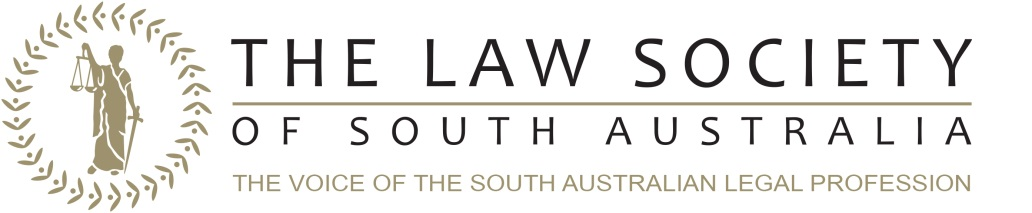 THE LAW SOCIETY
OF SOUTH AUSTRALIA
THE VOICE OF THE SOUTH AUSTRALIAN LEGAL PROFESSION